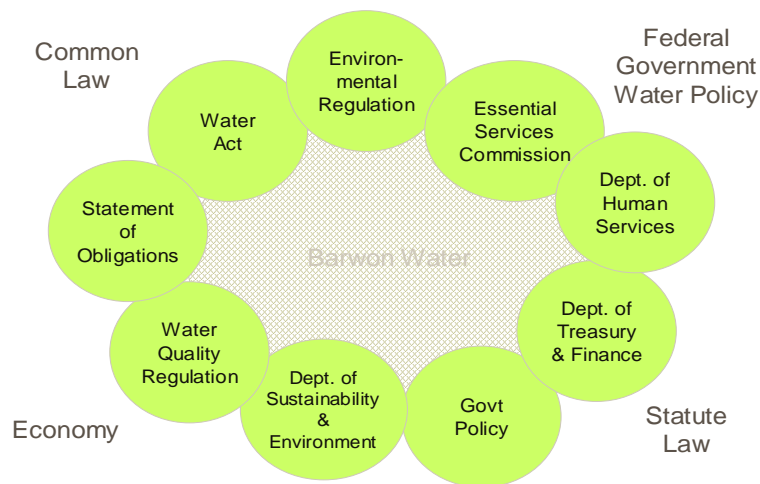 Common
Law
Environ-
mental
Regulation
Federal
Government
Water Policy
Water
Act
Essential
Services
Commission
Statement
of
Obligations
Dept. of
Human
Services
Barwon Water
Water
Quality
Regulation
Dept. of
Treasury
& Finance
Dept. of
Sustainability
&
Environment
Govt
Policy
Economy
Statute
Law